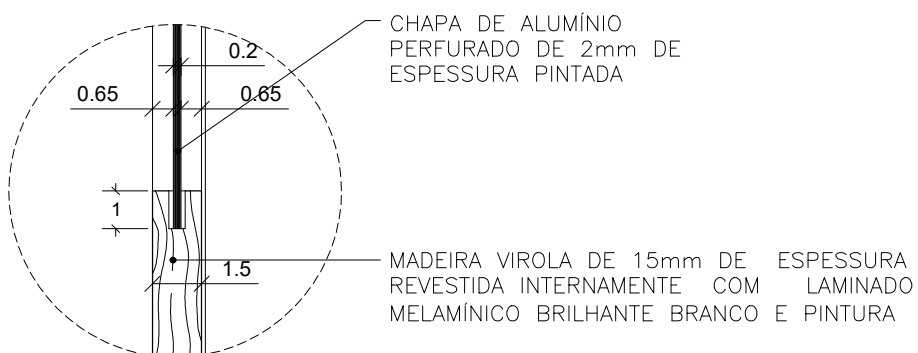 CHAPA DE ALUMÍNIO
PERFURADO DE 2mm DE
ESPESSURA PINTADA
0.2
0.65 0.65
1
1.5
MADEIRA VIROLA DE 15mm DE ESPESSURA
REVESTIDA INTERNAMENTE COM LAMINADO
MELAMÍNICO BRILHANTE BRANCO E PINTURA